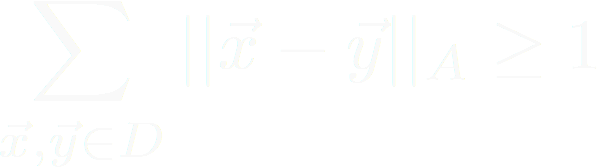 ∑ ||x⃗ − y⃗||_A ≥ 1
x⃗,y⃗∈D